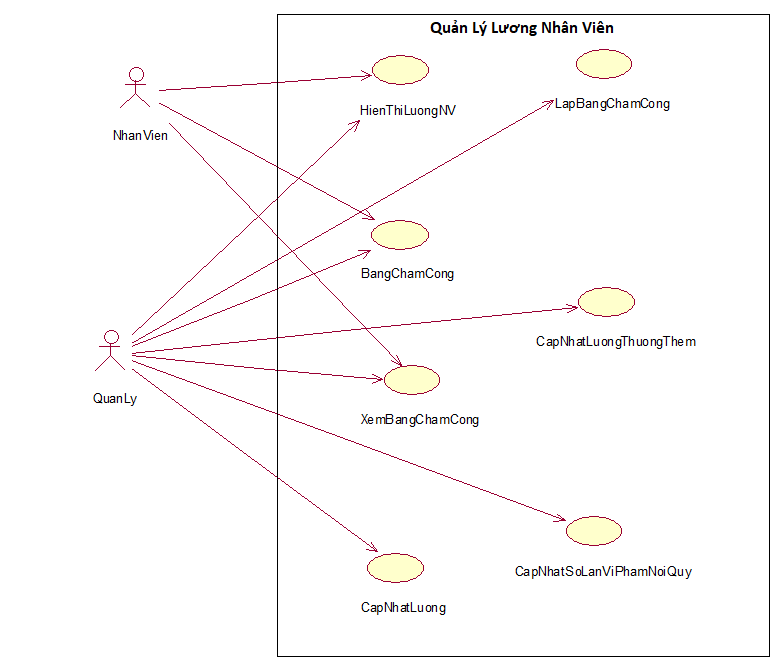 Quản Lý Lương Nhân Viên
HienThiLuongNV
LapBangChamCong
NhanVien
BangChamCong
CapNhatLuongThuongThem
QuanLy
XemBangChamCong
CapNhatSoLanViPhamNoiQuy
CapNhatLuong